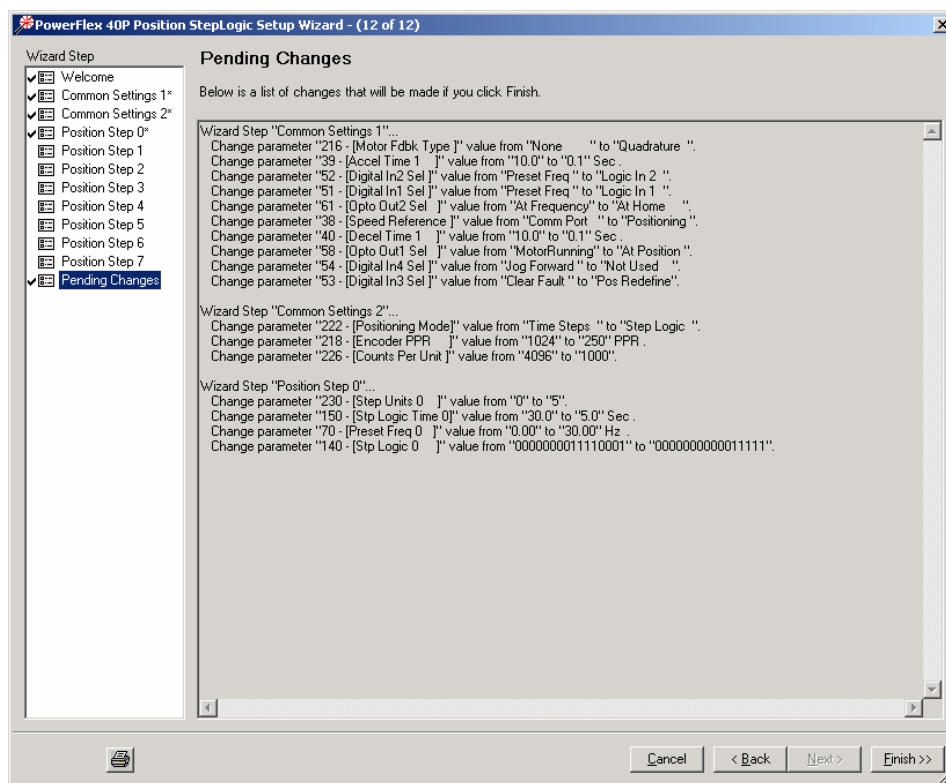 PowerFlex 40P Position StepLogic Setup Wizard - (12 of 12)
Wizard Step
Welcome
Common Settings 1*
Common Settings 2*
Position Step 0*
Position Step 1
Position Step 2
Position Step 3
Position Step 4
Position Step 5
Position Step 6
Position Step 7
Pending Changes
Pending Changes
Below is a list of changes that will be made if you click Finish.
Wizard Step "Common Settings 1"...
Change parameter "216 - [Motor Fdbk Type ]" value from "None        " to "Quadrature  ".
Change parameter "39 - [Accel Time 1    ]" value from "10.0" to "0.1" Sec .
Change parameter "52 - [Digital In2 Sel ]" value from "Preset Freq " to "Logic In 2  ".
Change parameter "51 - [Digital In1 Sel ]" value from "Preset Freq " to "Logic In 1  ".
Change parameter "61 - [Opto Out2 Sel   ]" value from "At Frequency" to "At Home     ".
Change parameter "38 - [Speed Reference ]" value from "Comm Port   " to "Positioning ".
Change parameter "40 - [Decel Time 1    ]" value from "10.0" to "0.1" Sec .
Change parameter "58 - [Opto Out1 Sel   ]" value from "MotorRunning" to "At Position ".
Change parameter "54 - [Digital In4 Sel ]" value from "Jog Forward " to "Not Used    ".
Change parameter "53 - [Digital In3 Sel ]" value from "Clear Fault " to "Pos Redefine".
Wizard Step "Common Settings 2"...
Change parameter "222 - [Positioning Mode]" value from "Time Steps  " to "Step Logic  ".
Change parameter "218 - [Encoder PPR     ]" value from "1024" to "250" PPR .
Change parameter "226 - [Counts Per Unit ]" value from "4096" to "1000".
Wizard Step "Position Step 0"...
Change parameter "230 - [Step Units 0    ]" value from "0" to "5".
Change parameter "150 - [Stp Logic Time 0]" value from "30.0" to "5.0" Sec .
Change parameter "70 - [Preset Freq 0   ]" value from "0.00" to "30.00" Hz  .
Change parameter "140 - [Stp Logic 0     ]" value from "0000000011110001" to "0000000000011111".
Cancel
< Back
Next >
Finish >>